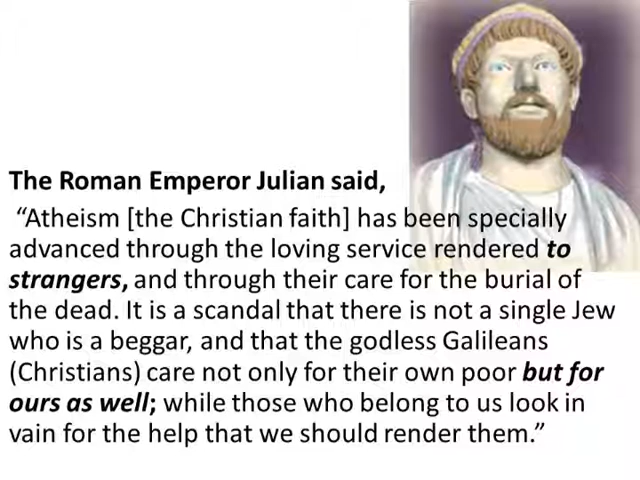 The Roman Emperor Julian said,
“Atheism [the Christian faith] has been specially
advanced through the loving service rendered to
strangers, and through their care for the burial of
the dead. It is a scandal that there is not a single Jew
who is a beggar, and that the godless Galileans
(Christians) care not only for their own poor but for
ours as well; while those who belong to us look in
vain for the help that we should render them.”